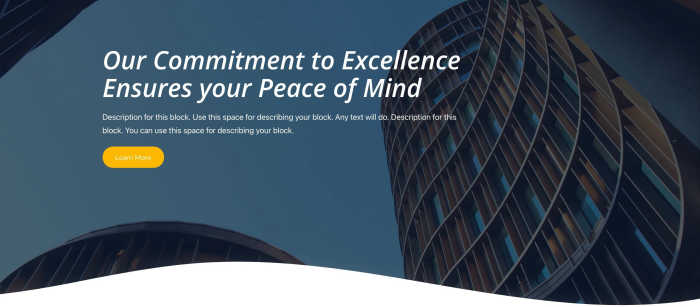 Our Commitment to Excellence
Ensures your Peace of Mind
Description for this block. Use this space for describing your block. Any text will do. Description for this
block. You can use this space for describing your block.
Learn More